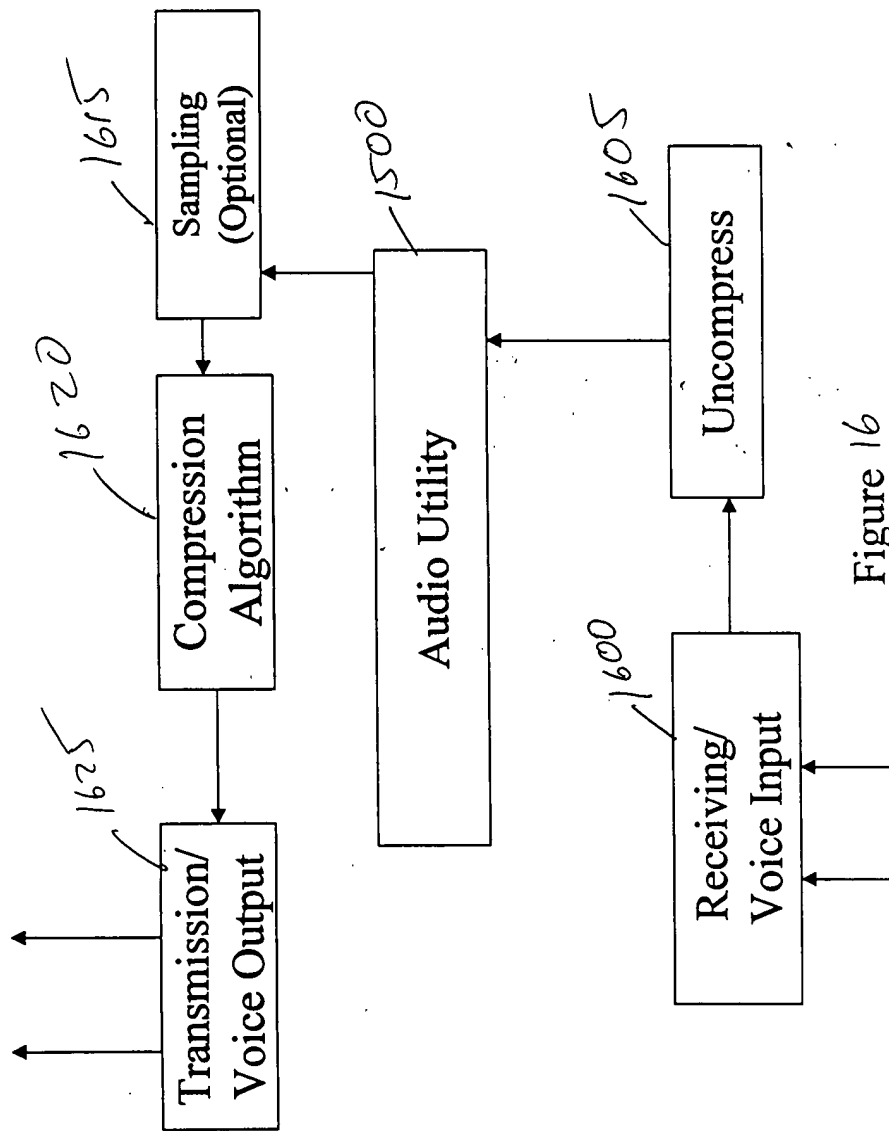 1625
Transmission/
Voice Output
1620
Compression
Algorithm
1615
Sampling
(Optional)
1500
Audio Utility
1600
Receiving/
Voice Input
1605
Uncompress
Figure 16